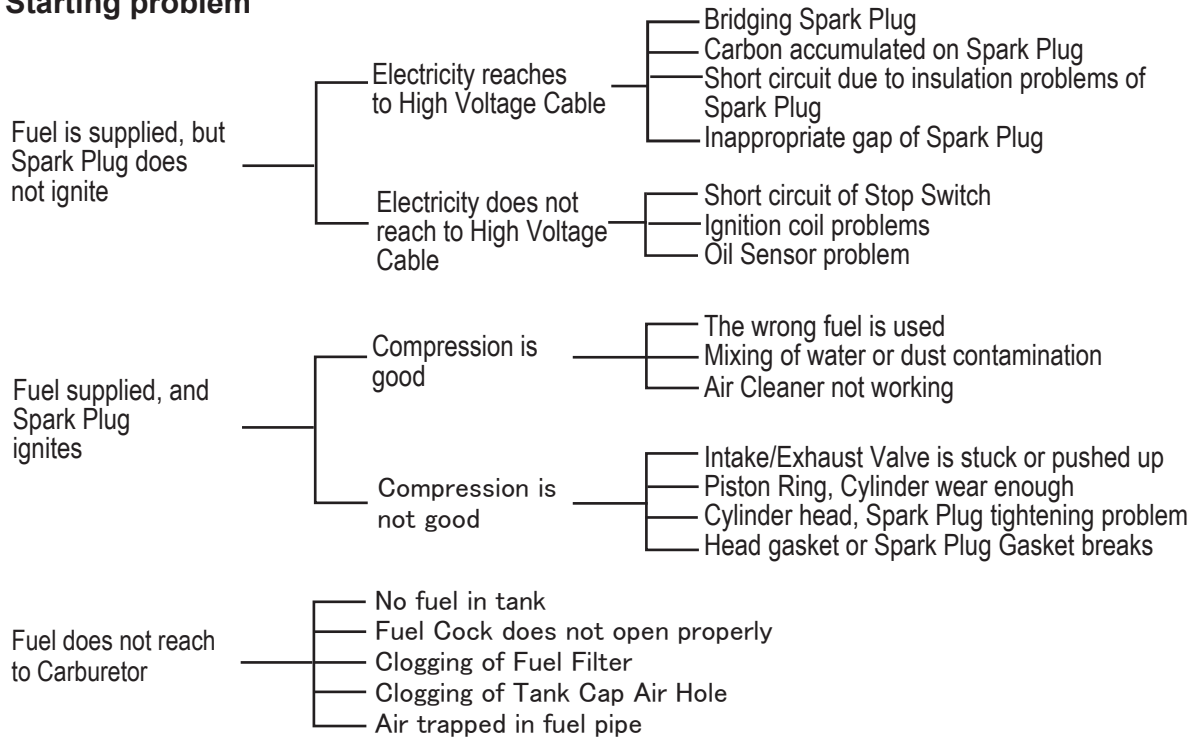 Starting problem
Fuel is supplied, but
Spark Plug does
not ignite
Electricity reaches
to High Voltage Cable
Bridging Spark Plug
Carbon accumulated on Spark Plug
Short circuit due to insulation problems of
Spark Plug
Inappropriate gap of Spark Plug
Electricity does not
reach to High Voltage
Cable
Short circuit of Stop Switch
Ignition coil problems
Oil Sensor problem
Fuel supplied, and
Spark Plug
ignites
Compression is
good
The wrong fuel is used
Mixing of water or dust contamination
Air Cleaner not working
Compression is
not good
Intake/Exhaust Valve is stuck or pushed up
Piston Ring, Cylinder wear enough
Cylinder head, Spark Plug tightening problem
Head gasket or Spark Plug Gasket breaks
Fuel does not reach
to Carburetor
No fuel in tank
Fuel Cock does not open properly
Clogging of Fuel Filter
Clogging of Tank Cap Air Hole
Air trapped in fuel pipe